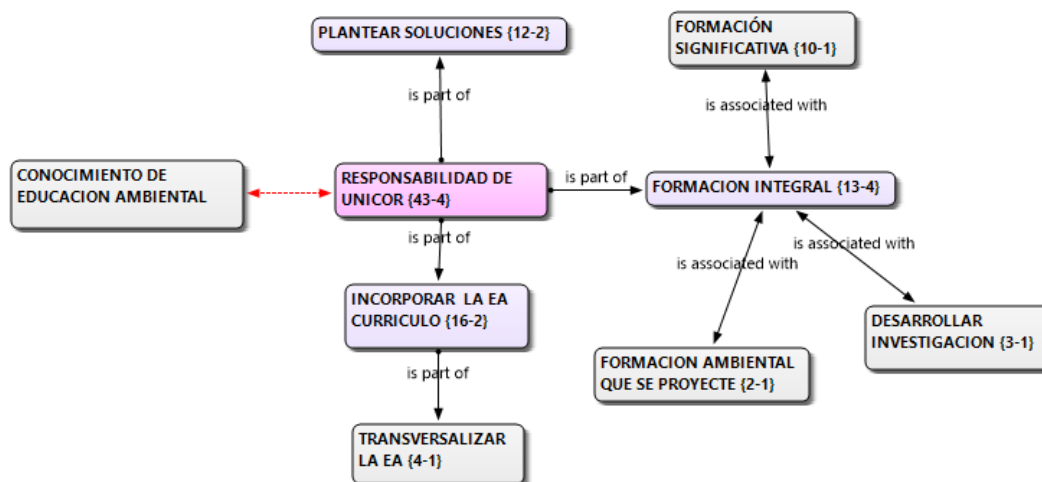 PLANTEAR SOLUCIONES {12-2}
FORMACIÓN
SIGNIFICATIVA {10-1}
is part of
is associated with
CONOCIMIENTO DE
EDUCACION AMBIENTAL
RESPONSABILIDAD DE
UNICOR {43-4}
is part of
FORMACION INTEGRAL {13-4}
is part of
is associated with
is associated with
INCORPORAR LA EA
CURRICULO {16-2}
DESARROLLAR
INVESTIGACION {3-1}
FORMACION AMBIENTAL
QUE SE PROYECTE {2-1}
is part of
TRANSVERSALIZAR
LA EA {4-1}